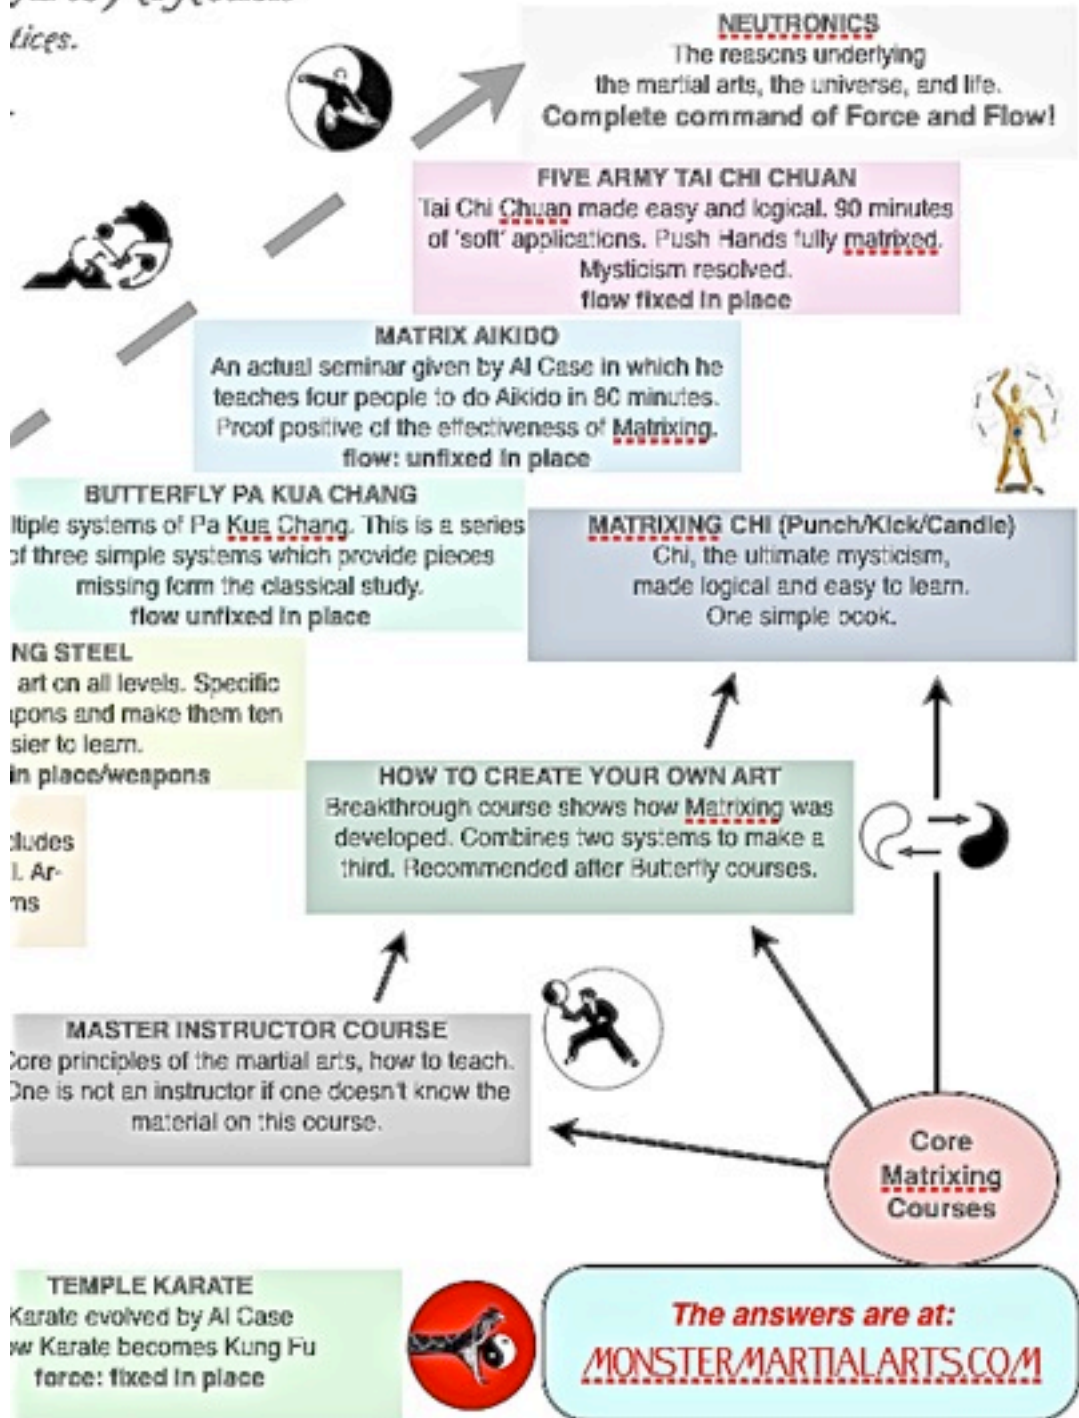 tices.
NEUTRONICS
The reasons underlying
the martial arts, the universe, and life.
Complete command of Force and Flow!
FIVE ARMY TAI CHI CHUAN
Tai Chi Chuan made easy and logical. 90 minutes
of 'soft' applications. Push Hands fully matrixed.
Mysticism resolved.
flow fixed in place
MATRIX AIKIDO
An actual seminar given by Al Case in which he
teaches four people to do Aikido in 80 minutes.
Proof positive of the effectiveness of Matrixing.
flow: unfixed in place
BUTTERFLY PA KUA CHANG
ltiple systems of Pa Kua Chang. This is a series
of three simple systems which provide pieces
missing form the classical study.
flow unfixed in place
MATRIXING CHI (Punch/Kick/Candle)
Chi, the ultimate mysticism,
made logical and easy to learn.
One simple book.
NG STEEL
art on all levels. Specific
apons and make them ten
sier to learn.
in place/weapons
HOW TO CREATE YOUR OWN ART
Breakthrough course shows how Matrixing was
developed. Combines two systems to make a
third. Recommended after Butterfly courses.
cludes
l. Ar-
ms
MASTER INSTRUCTOR COURSE
Core principles of the martial arts, how to teach.
One is not an instructor if one doesn't know the
material on this course.
Core
Matrixing
Courses
TEMPLE KARATE
Karate evolved by Al Case
ow Karate becomes Kung Fu
force: fixed in place
The answers are at:
MONSTERMARTIALARTS.COM